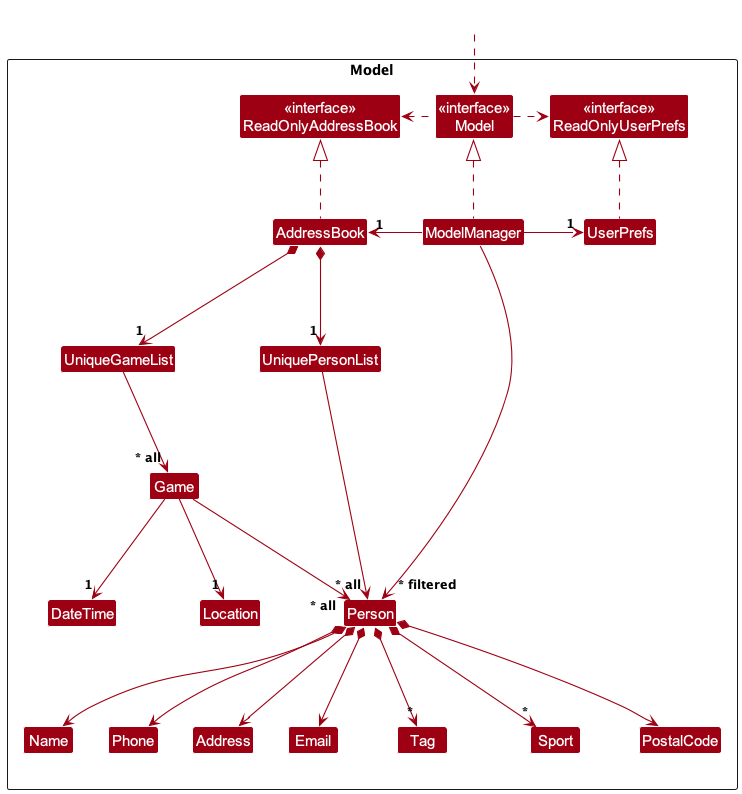 Model
«interface»
ReadOnlyAddressBook
«interface»
Model
«interface»
ReadOnlyUserPrefs
AddressBook
1
ModelManager
1
UserPrefs
1
1
UniqueGameList
UniquePersonList
* all
Game
1
1
* all
* filtered
DateTime
Location
* all
Person
*
*
Name
Phone
Address
Email
Tag
Sport
PostalCode